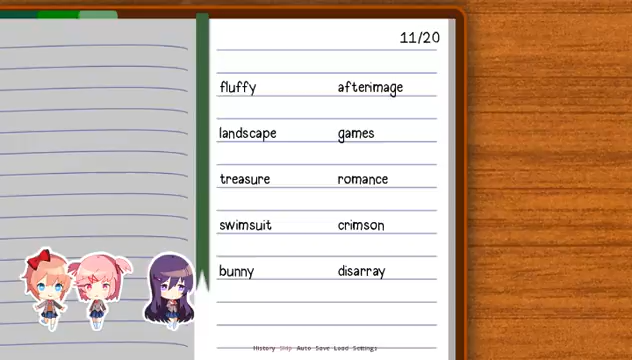 11/20
fluffy afterimage
landscape games
treasure romance
swimsuit crimson
bunny disarray
History Skip Auto Save Load Settings